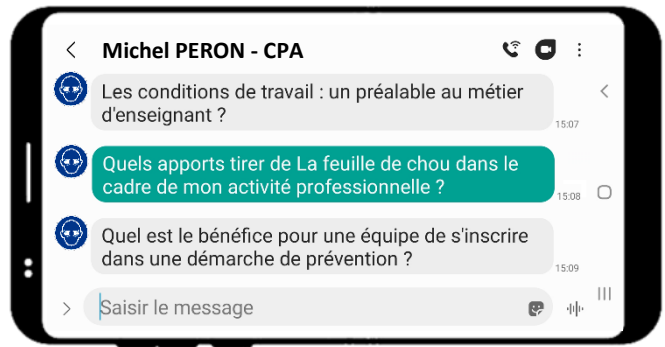 Michel PERON - CPA
Les conditions de travail : un préalable au métier
d'enseignant ?
15:07
Quels apports tirer de La feuille de chou dans le
cadre de mon activité professionnelle ?
15:08
Quel est le bénéfice pour une équipe de s'inscrire
dans une démarche de prévention ?
15:09
Saisir le message